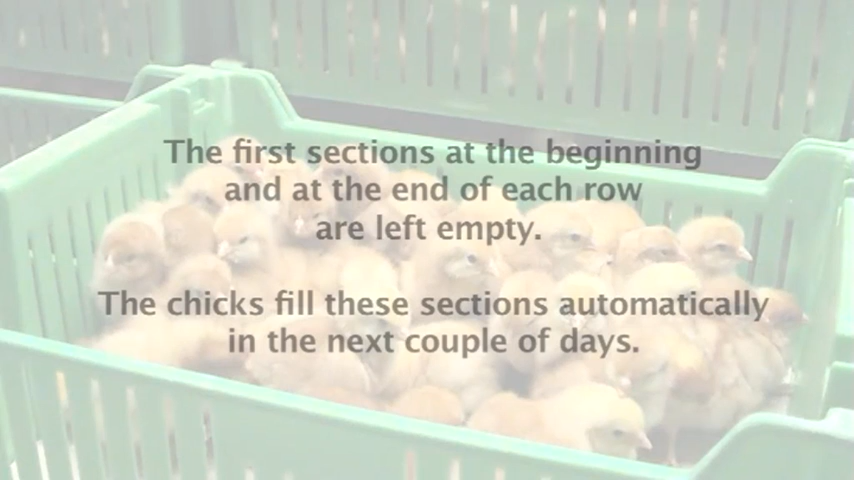 The first sections at the beginning
and at the end of each row
are left empty.
The chicks fill these sections automatically
in the next couple of days.